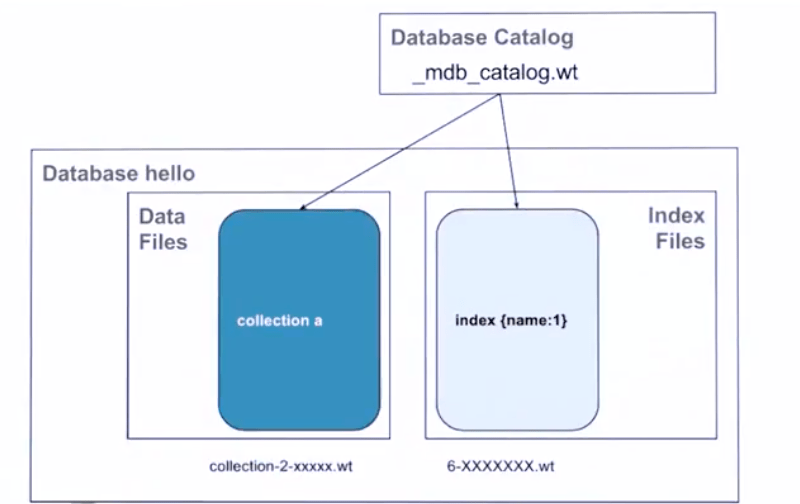 Database Catalog
_mdb_catalog.wt
Database hello
Data
Files
Index
Files
collection a
index {name:1}
collection-2-xxxxx.wt
6-XXXXXXX.wt